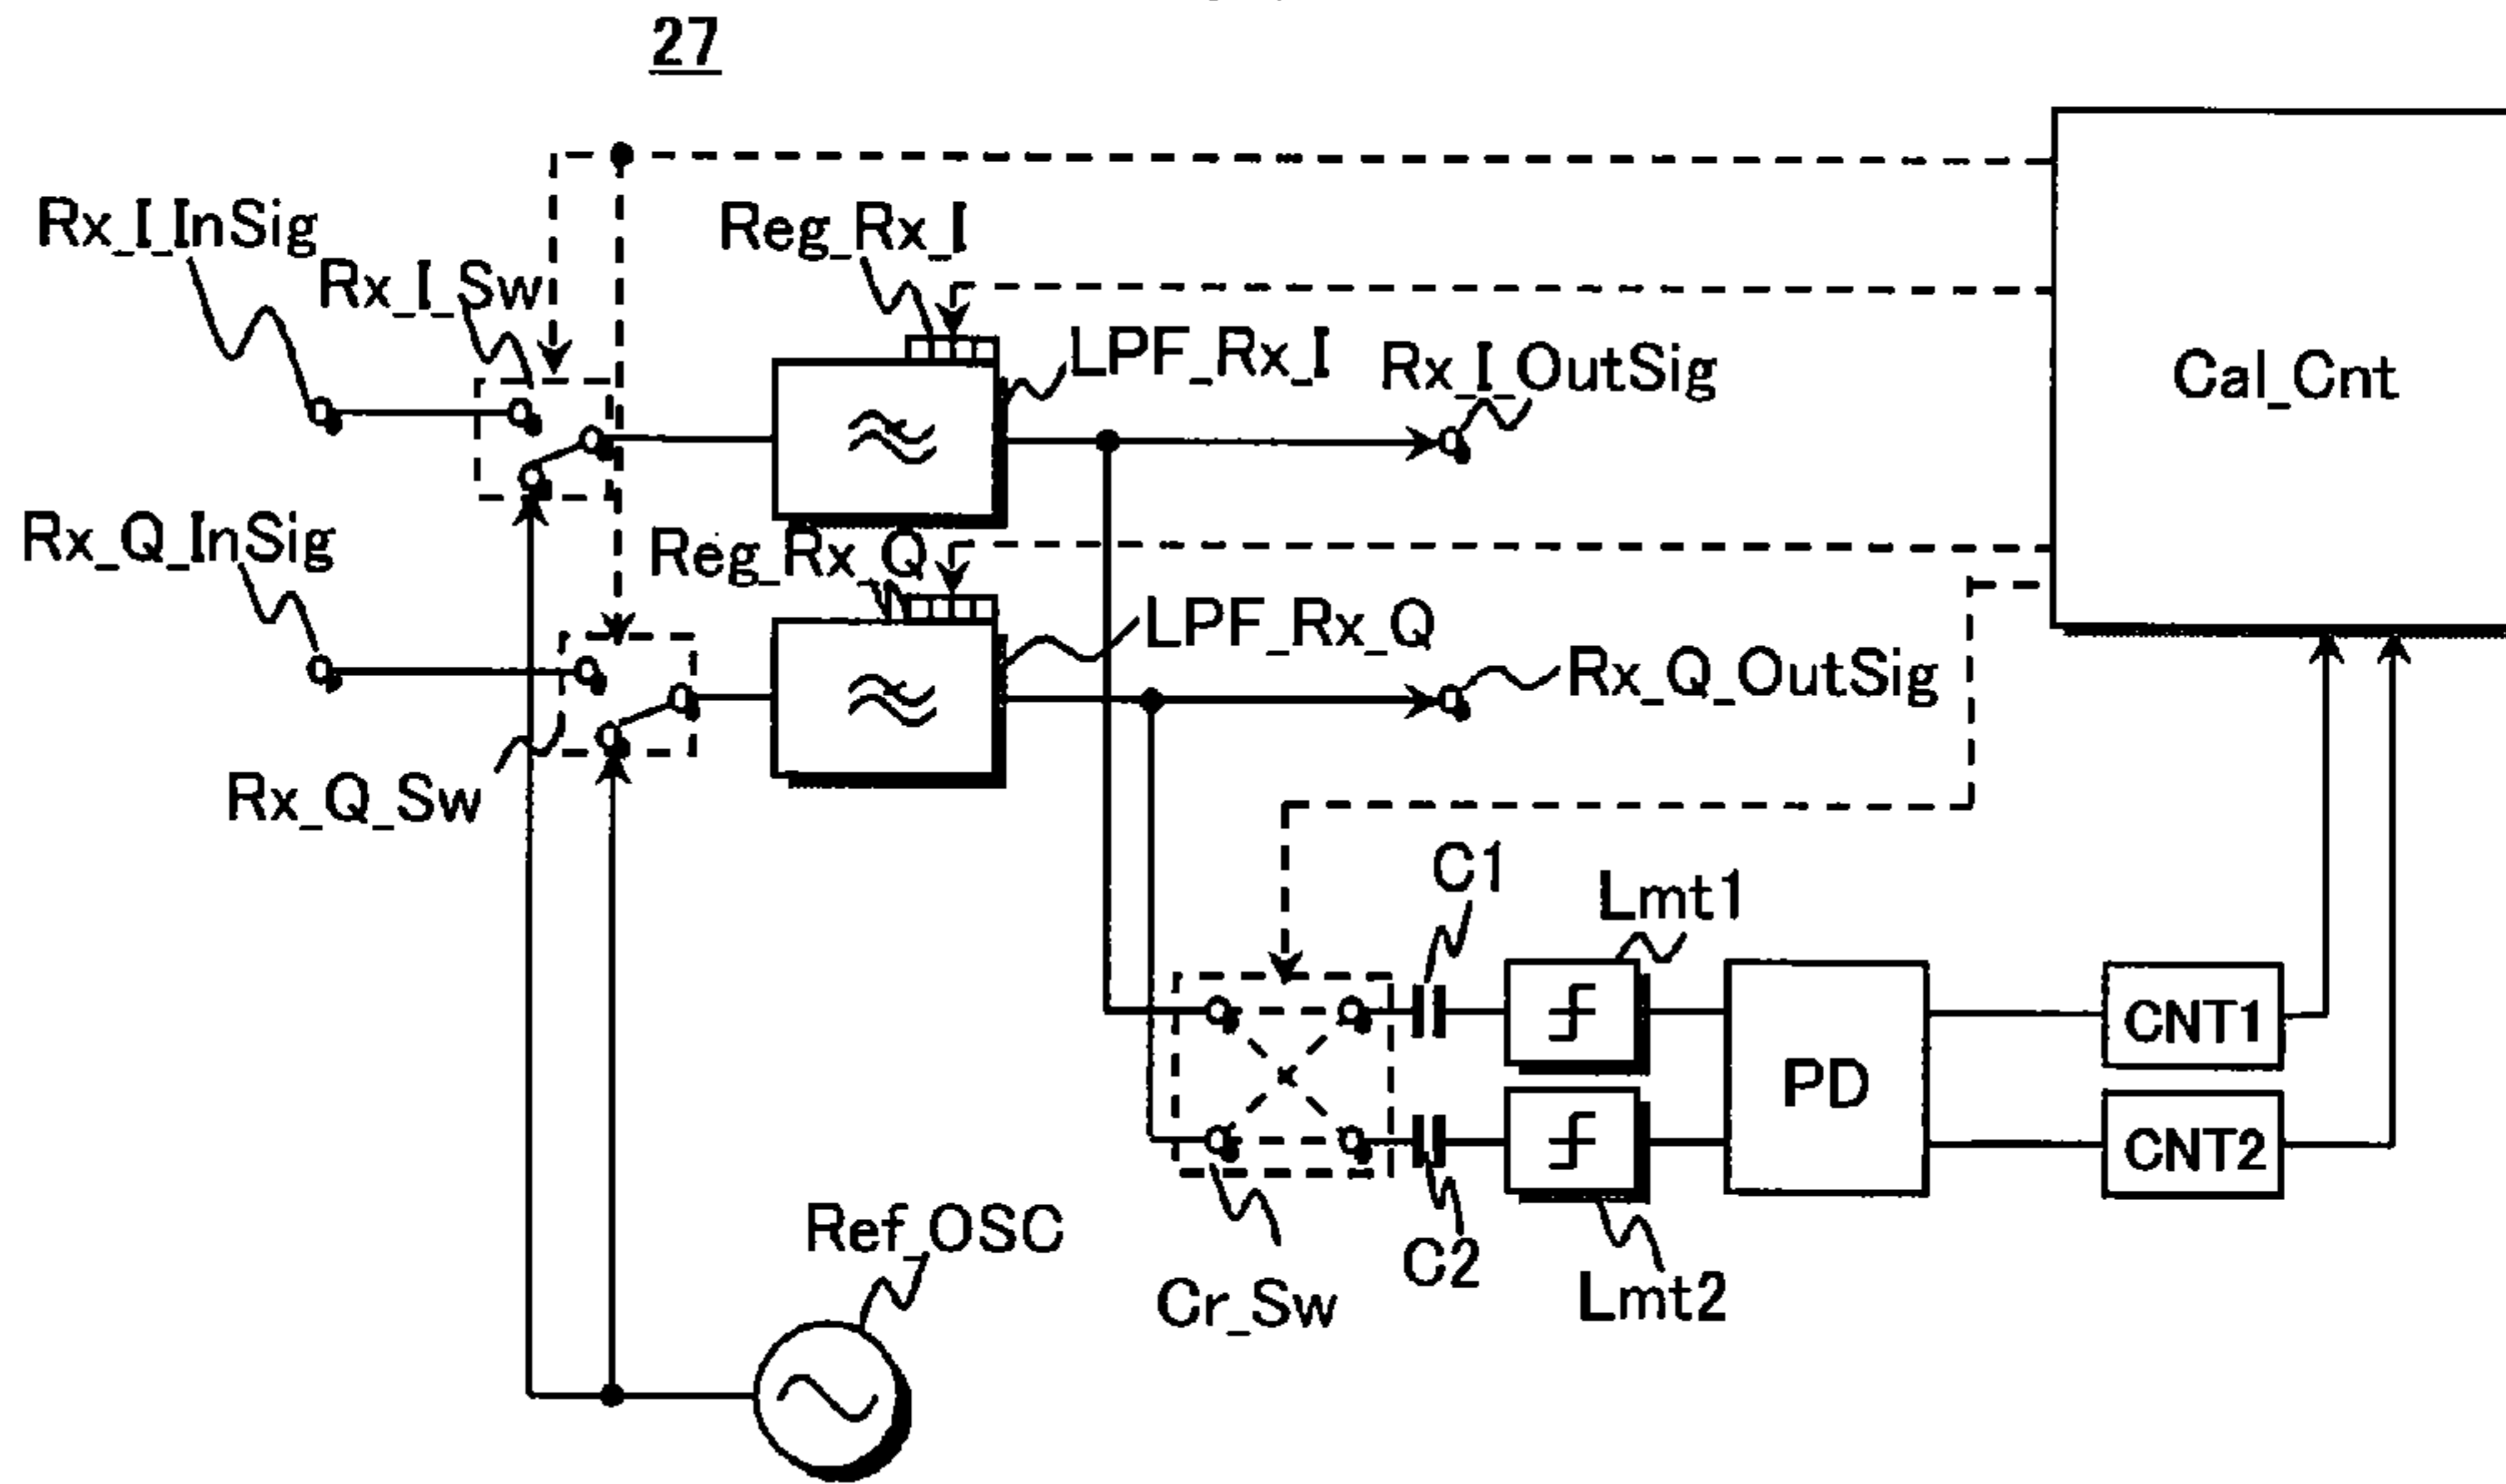 27
Rx_I_InSig
Rx_I_Sw
Reg_Rx_I
LPF_Rx_I
Rx_I_OutSig
Cal_Cnt
Rx_Q_InSig
Reg_Rx_Q
LPF_Rx_Q
Rx_Q_OutSig
Rx_Q_Sw
C1
Lmt1
CNT1
PD
CNT2
Ref_OSC
C2
Cr_Sw
Lmt2